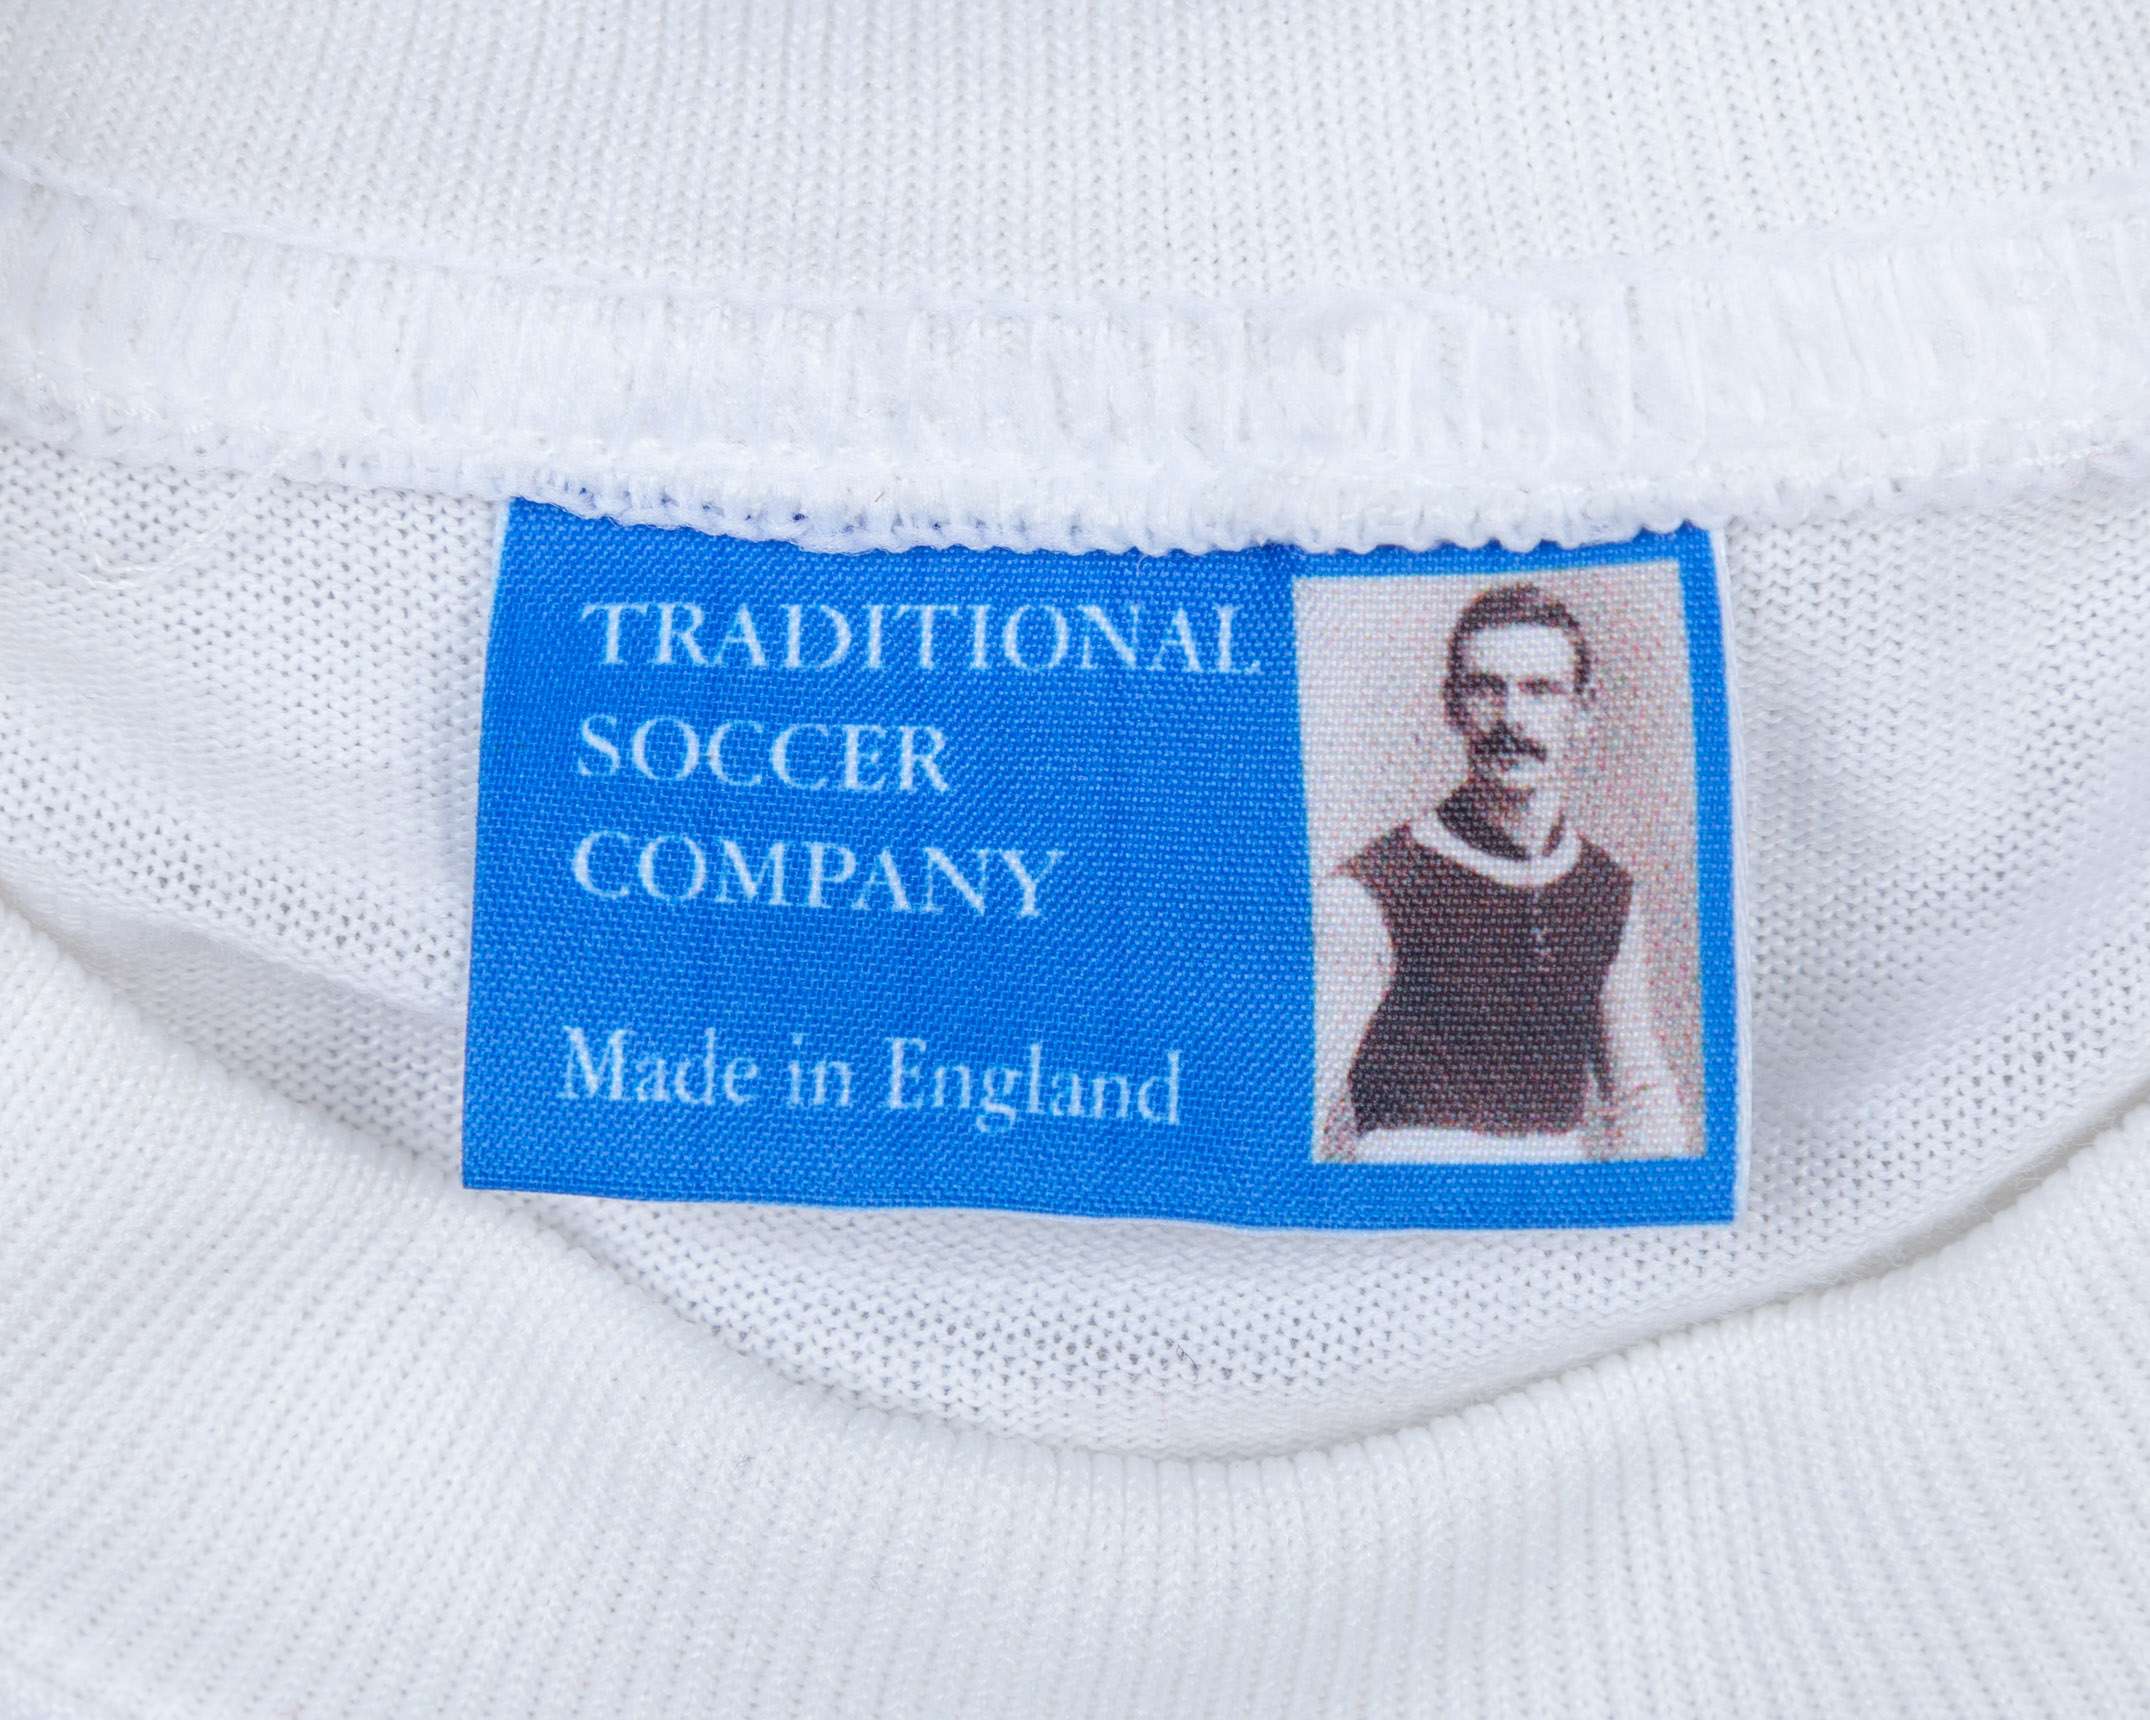 TRADITIONAL
SOCCER
COMPANY
Made in England